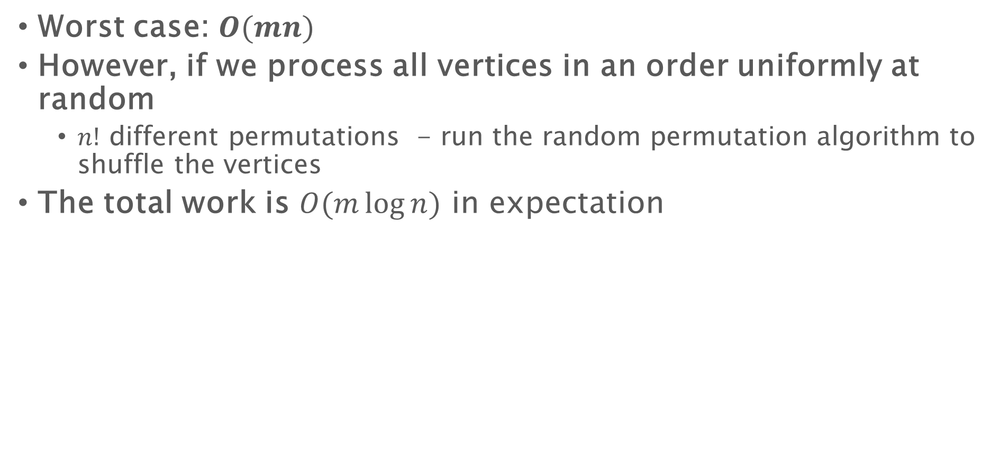 • Worst case: O(mn)
• However, if we process all vertices in an order uniformly at
random
• n! different permutations – run the random permutation algorithm to
shuffle the vertices
• The total work is O(m log n) in expectation